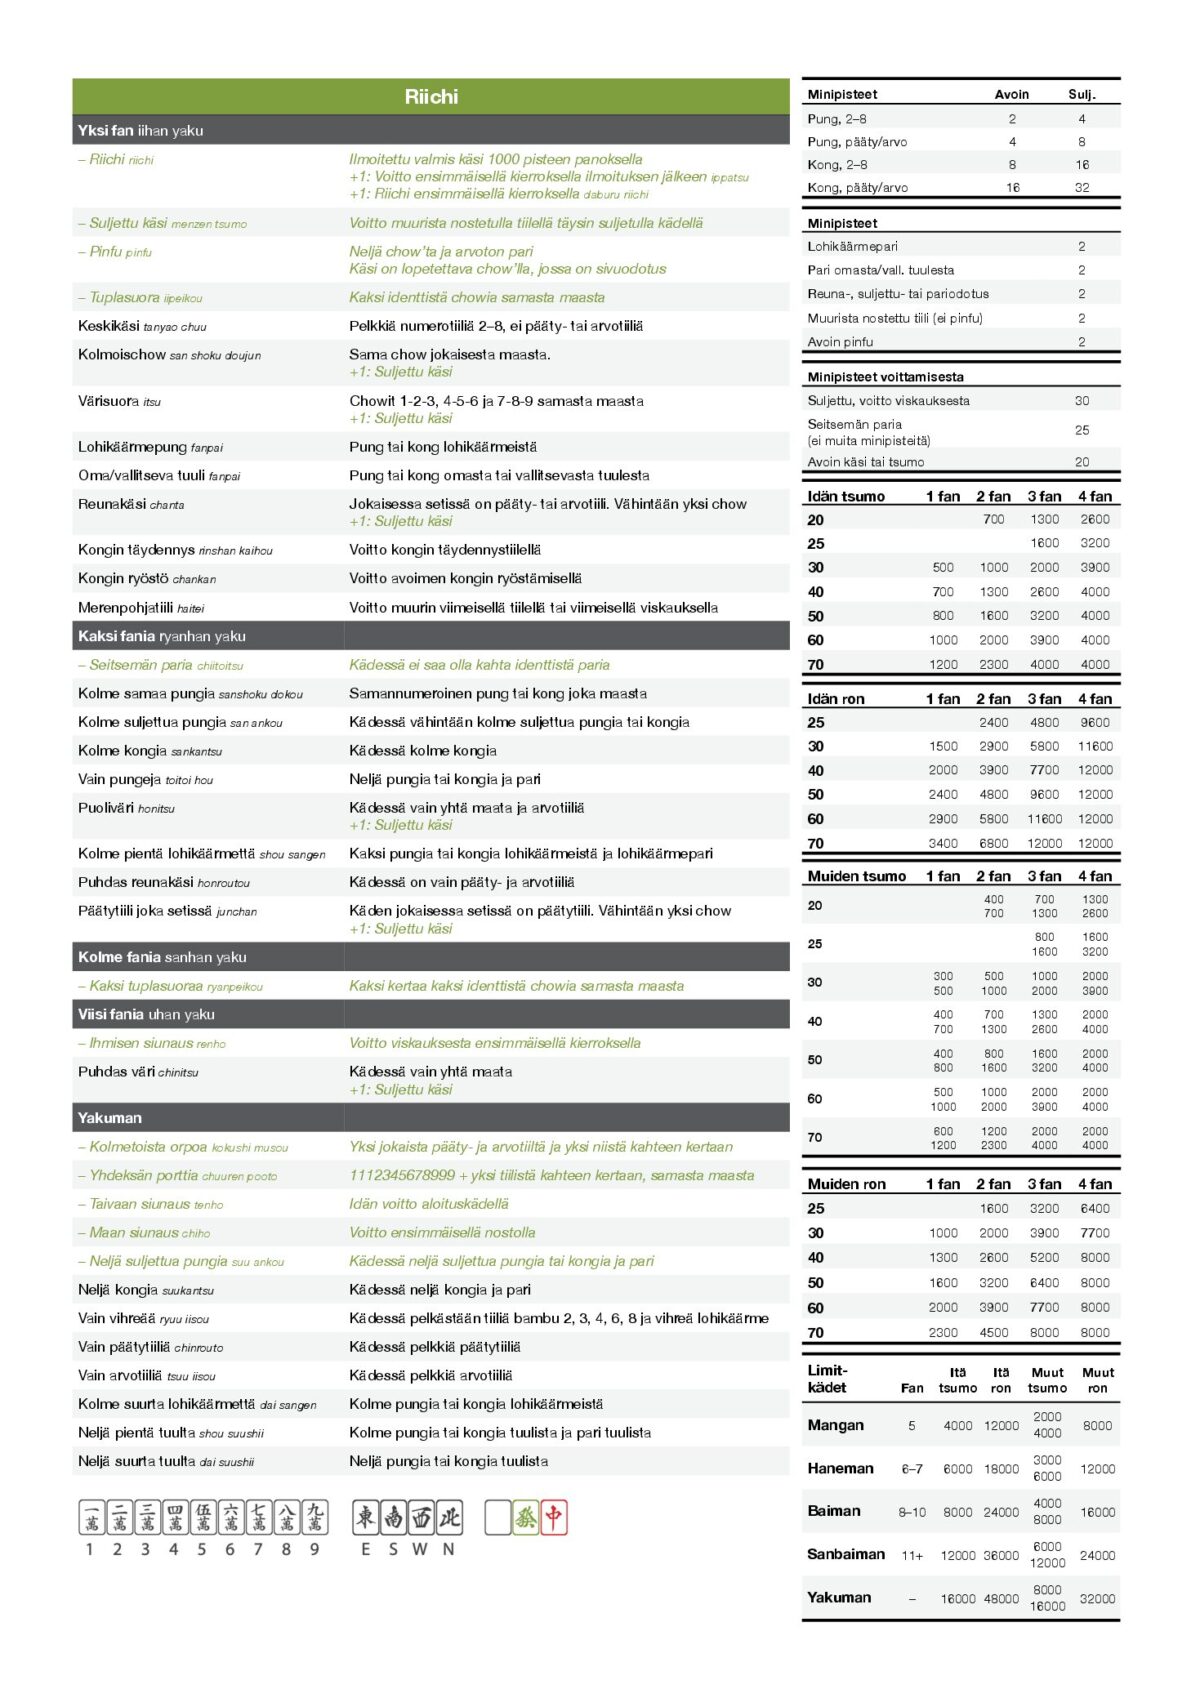 Riichi
Yksi fan iihan yaku
– Riichi riichi Ilmoitettu valmis käsi 1000 pisteen panoksella
+1: Voitto ensimmäisellä kierroksella ilmoituksen jälkeen ippatsu
+1: Riichi ensimmäisellä kierroksella daburu riichi
– Suljettu käsi menzen tsumo Voitto muurista nostetulla tiilellä täysin suljetulla kädellä
– Pinfu pinfu Neljä chow'ta ja arvoton pari
Käsi on lopetettava chow'lla, jossa on sivuodotus
– Tuplasuora iipeikou Kaksi identtistä chowia samasta maasta
Keskikäsi tanyao chuu Pelkkiä numerotiiliä 2–8, ei pääty- tai arvotiiliä
Kolmoischow san shoku doujun Sama chow jokaisesta maasta.
+1: Suljettu käsi
Värisuora itsu Chowit 1-2-3, 4-5-6 ja 7-8-9 samasta maasta
+1: Suljettu käsi
Lohikäärmepung fanpai Pung tai kong lohikäärmeistä
Oma/vallitseva tuuli fanpai Pung tai kong omasta tai vallitsevasta tuulesta
Reunakäsi chanta Jokaisessa setissä on pääty- tai arvotiili. Vähintään yksi chow
+1: Suljettu käsi
Kongin täydennys rinshan kaihou Voitto kongin täydennystiilellä
Kongin ryöstö chankan Voitto avoimen kongin ryöstämisellä
Merenpohjatiili haitei Voitto muurin viimeisellä tiilellä tai viimeisellä viskauksella
Kaksi fania ryanhan yaku
– Seitsemän paria chiitoitsu Kädessä ei saa olla kahta identtistä paria
Kolme samaa pungia sanshoku dokou Samannumeroinen pung tai kong joka maasta
Kolme suljettua pungia san ankou Kädessä vähintään kolme suljettua pungia tai kongia
Kolme kongia sankantsu Kädessä kolme kongia
Vain pungeja toitoi hou Neljä pungia tai kongia ja pari
Puoliväri honitsu Kädessä vain yhtä maata ja arvotiiliä
+1: Suljettu käsi
Kolme pientä lohikäärmettä shou sangen Kaksi pungia tai kongia lohikäärmeistä ja lohikäärmepari
Puhdas reunakäsi honroutou Kädessä on vain pääty- ja arvotiiliä
Päätytiili joka setissä junchan Käden jokaisessa setissä on päätytiili. Vähintään yksi chow
+1: Suljettu käsi
Kolme fania sanhan yaku
– Kaksi tuplasuoraa ryanpeikou Kaksi kertaa kaksi identtistä chowia samasta maasta
Viisi fania uhan yaku
– Ihmisen siunaus renho Voitto viskauksesta ensimmäisellä kierroksella
Puhdas väri chinitsu Kädessä vain yhtä maata
+1: Suljettu käsi
Yakuman
– Kolmetoista orpoa kokushi musou Yksi jokaista pääty- ja arvotiiltä ja yksi niistä kahteen kertaan
– Yhdeksän porttia chuuren pooto 1112345678999 + yksi tiilistä kahteen kertaan, samasta maasta
– Taivaan siunaus tenho Idän voitto aloituskädellä
– Maan siunaus chiho Voitto ensimmäisellä nostolla
– Neljä suljettua pungia suu ankou Kädessä neljä suljettua pungia tai kongia ja pari
Neljä kongia suukantsu Kädessä neljä kongia ja pari
Vain vihreää ryuu iisou Kädessä pelkästään tiiliä bambu 2, 3, 4, 6, 8 ja vihreä lohikäärme
Vain päätytiiliä chinrouto Kädessä pelkkiä päätytiiliä
Vain arvotiiliä tsuu iisou Kädessä pelkkiä arvotiiliä
Kolme suurta lohikäärmettä dai sangen Kolme pungia tai kongia lohikäärmeistä
Neljä pientä tuulta shou suushii Kolme pungia tai kongia tuulista ja pari tuulista
Neljä suurta tuulta dai suushii Neljä pungia tai kongia tuulista
一萬 二萬 三萬 四萬 伍萬 六萬 七萬 八萬 九萬 東 南 西 北 發 中
1 2 3 4 5 6 7 8 9 E S W N
Minipisteet Avoin Sulj.
Pung, 2–8 2 4
Pung, pääty/arvo 4 8
Kong, 2–8 8 16
Kong, pääty/arvo 16 32
Minipisteet
Lohikäärmepari 2
Pari omasta/vall. tuulesta 2
Reuna-, suljettu- tai pariodotus 2
Muurista nostettu tiili (ei pinfu) 2
Avoin pinfu 2
Minipisteet voittamisesta
Suljettu, voitto viskauksesta 30
Seitsemän paria
(ei muita minipisteitä) 25
Avoin käsi tai tsumo 20
Idän tsumo 1 fan 2 fan 3 fan 4 fan
20 700 1300 2600
25 1600 3200
30 500 1000 2000 3900
40 700 1300 2600 4000
50 800 1600 3200 4000
60 1000 2000 3900 4000
70 1200 2300 4000 4000
Idän ron 1 fan 2 fan 3 fan 4 fan
25 2400 4800 9600
30 1500 2900 5800 11600
40 2000 3900 7700 12000
50 2400 4800 9600 12000
60 2900 5800 11600 12000
70 3400 6800 12000 12000
Muiden tsumo 1 fan 2 fan 3 fan 4 fan
20 400 700 1300
700 1300 2600
25 800 1600
1600 3200
30 300 500 1000 2000
500 1000 2000 3900
40 400 700 1300 2000
700 1300 2600 4000
50 400 800 1600 2000
800 1600 3200 4000
60 500 1000 2000 2000
1000 2000 3900 4000
70 600 1200 2000 2000
1200 2300 4000 4000
Muiden ron 1 fan 2 fan 3 fan 4 fan
25 1600 3200 6400
30 1000 2000 3900 7700
40 1300 2600 5200 8000
50 1600 3200 6400 8000
60 2000 3900 7700 8000
70 2300 4500 8000 8000
Limit- Itä Itä Muut Muut
kädet Fan tsumo ron tsumo ron
Mangan 5 4000 12000 2000 8000
4000
Haneman 6–7 6000 18000 3000 12000
6000
Baiman 8–10 8000 24000 4000 16000
8000
Sanbaiman 11+ 12000 36000 6000 24000
12000
Yakuman – 16000 48000 8000 32000
16000